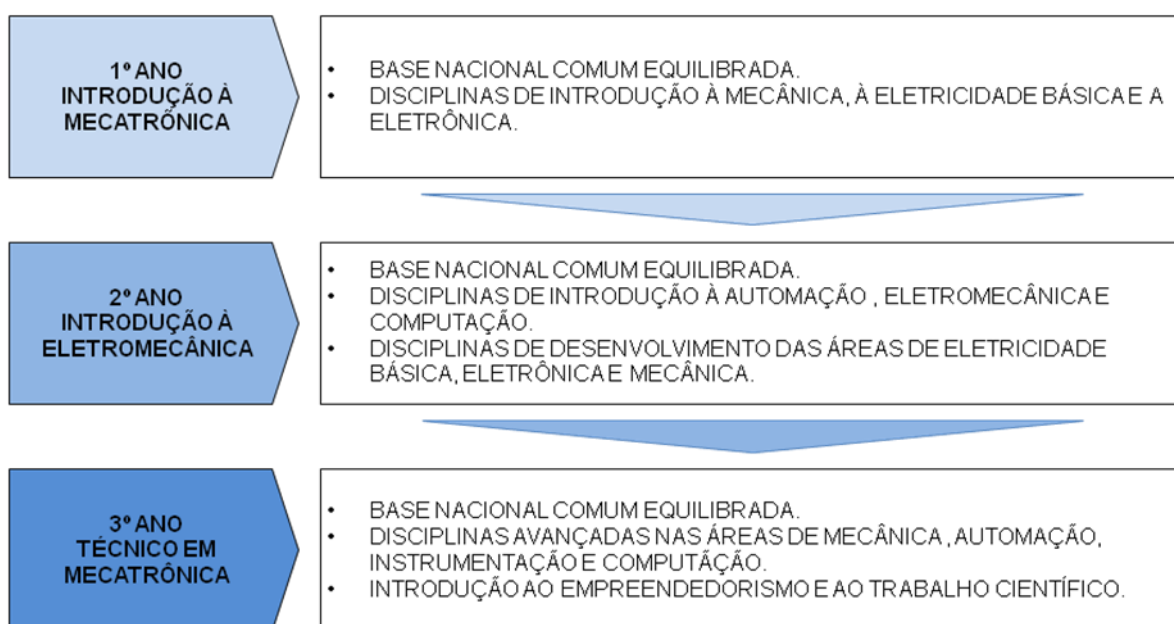 1º ANO
INTRODUÇÃO À
MECATRÕNICA
• BASE NACIONAL COMUM EQUILIBRADA.
• DISCIPLINAS DE INTRODUÇÃO À MECÂNICA, À ELETRICIDADE BÁSICA E A
ELETRÔNICA.
2º ANO
INTRODUÇÃO À
ELETROMECÂNICA
• BASE NACIONAL COMUM EQUILIBRADA.
• DISCIPLINAS DE INTRODUÇÃO À AUTOMAÇÃO , ELETROMECÂNICA E
COMPUTAÇÃO.
• DISCIPLINAS DE DESENVOLVIMENTO DAS ÁREAS DE ELETRICIDADE
BÁSICA, ELETRÔNICA E MECÂNICA.
3º ANO
TÉCNICO EM
MECATRÔNICA
• BASE NACIONAL COMUM EQUILIBRADA.
• DISCIPLINAS AVANÇADAS NAS ÁREAS DE MECÂNICA , AUTOMAÇÃO,
INSTRUMENTAÇÃO E COMPUTÃÇÃO.
• INTRODUÇÃO AO EMPREENDEDORISMO E AO TRABALHO CIENTÍFICO.